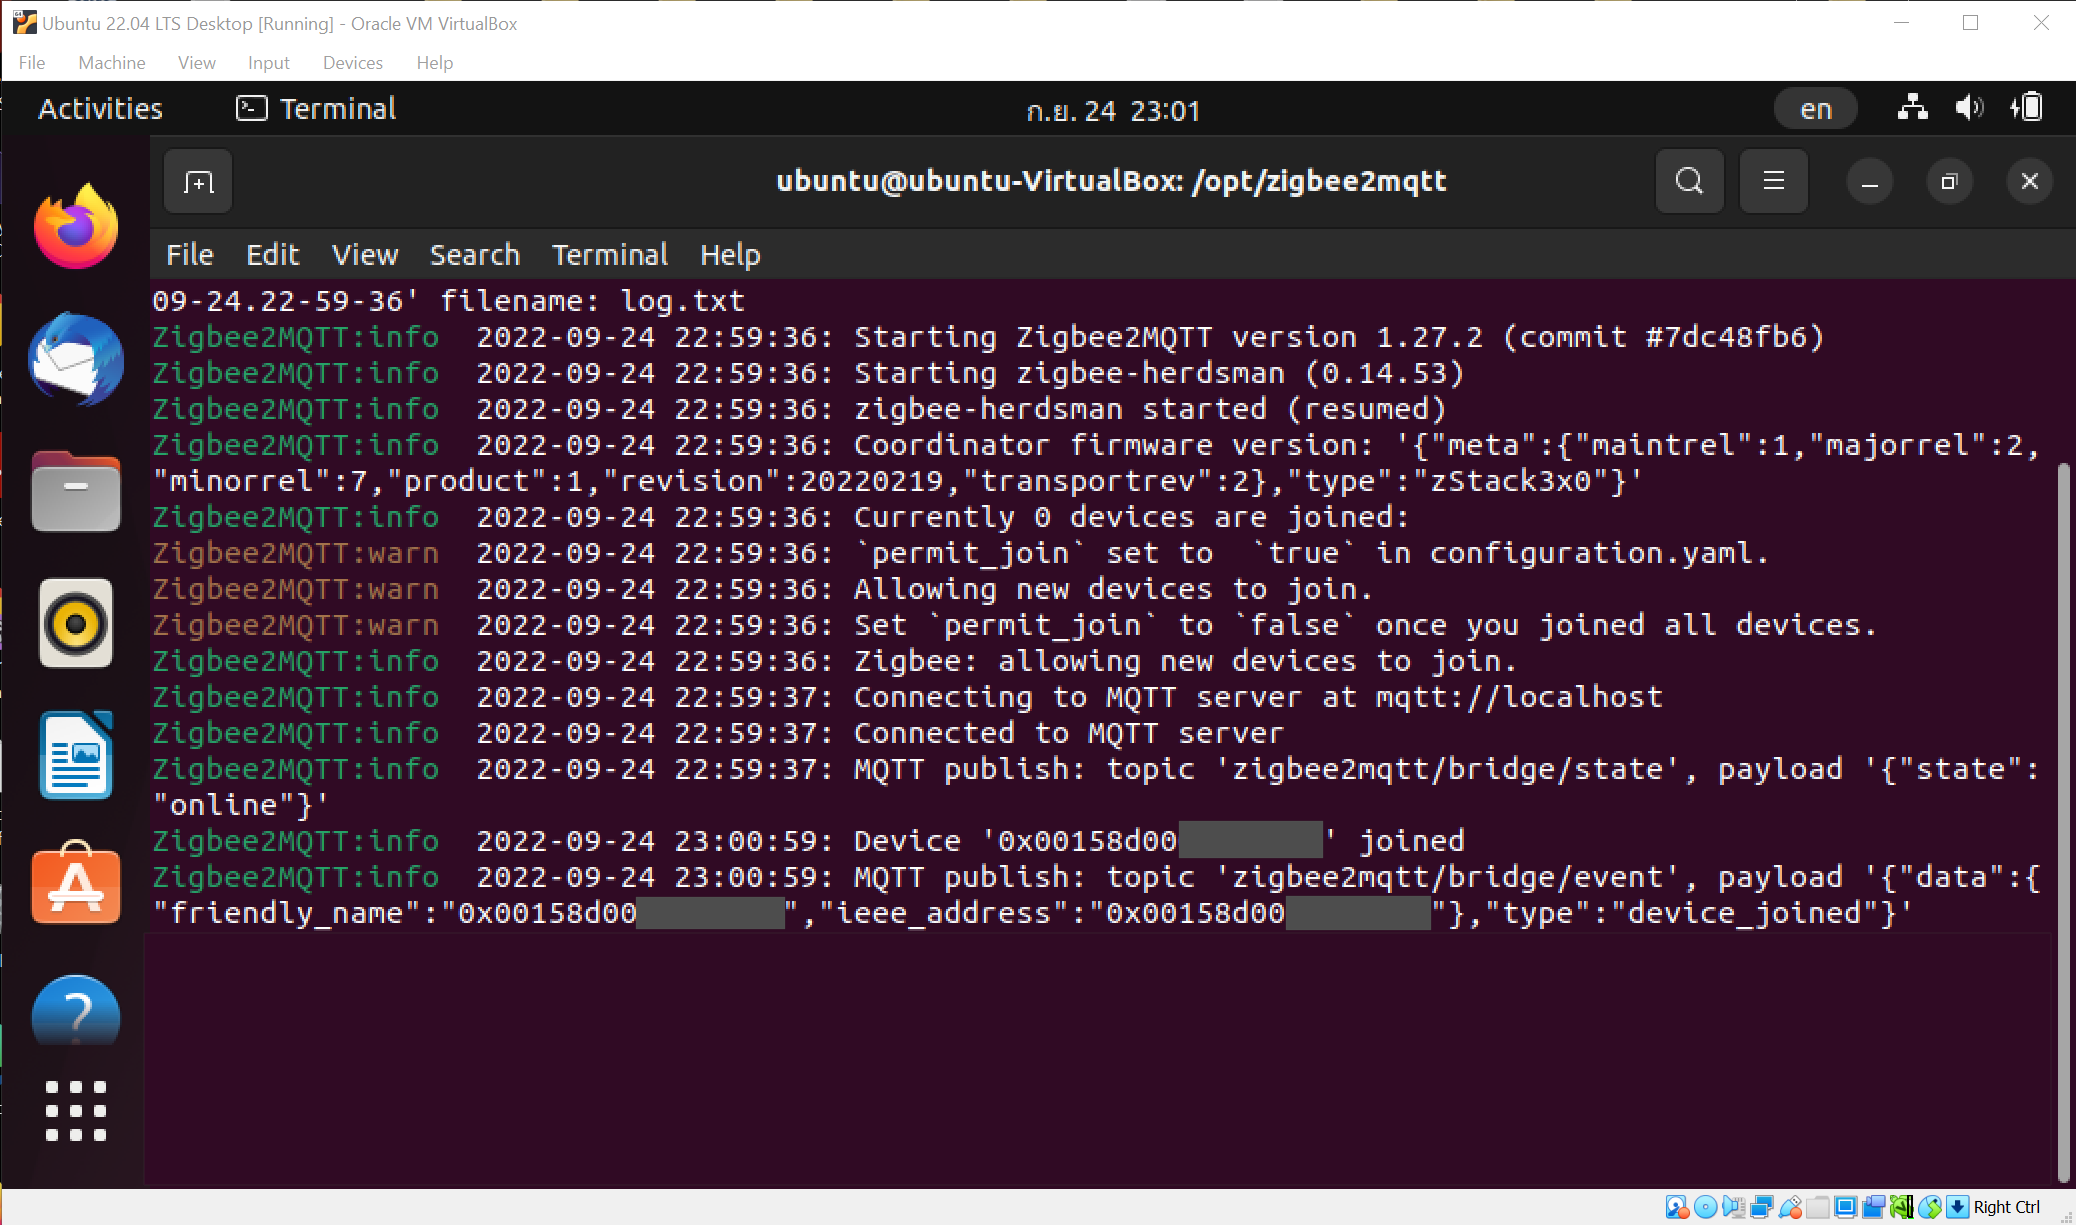 Ubuntu 22.04 LTS Desktop [Running] - Oracle VM VirtualBox
File Machine View Input Devices Help
Activities Terminal ก.ย. 24 23:01 en
ubuntu@ubuntu-VirtualBox: /opt/zigbee2mqtt
File Edit View Search Terminal Help
09-24.22-59-36' filename: log.txt
Zigbee2MQTT:info 2022-09-24 22:59:36: Starting Zigbee2MQTT version 1.27.2 (commit #7dc48fb6)
Zigbee2MQTT:info 2022-09-24 22:59:36: Starting zigbee-herdsman (0.14.53)
Zigbee2MQTT:info 2022-09-24 22:59:36: zigbee-herdsman started (resumed)
Zigbee2MQTT:info 2022-09-24 22:59:36: Coordinator firmware version: '{"meta":{"maintrel":1,"majorrel":2,
"minorrel":7,"product":1,"revision":20220219,"transportrev":2},"type":"zStack3x0"}'
Zigbee2MQTT:info 2022-09-24 22:59:36: Currently 0 devices are joined:
Zigbee2MQTT:warn 2022-09-24 22:59:36: `permit_join` set to  `true` in configuration.yaml.
Zigbee2MQTT:warn 2022-09-24 22:59:36: Allowing new devices to join.
Zigbee2MQTT:warn 2022-09-24 22:59:36: Set `permit_join` to `false` once you joined all devices.
Zigbee2MQTT:info 2022-09-24 22:59:36: Zigbee: allowing new devices to join.
Zigbee2MQTT:info 2022-09-24 22:59:37: Connecting to MQTT server at mqtt://localhost
Zigbee2MQTT:info 2022-09-24 22:59:37: Connected to MQTT server
Zigbee2MQTT:info 2022-09-24 22:59:37: MQTT publish: topic 'zigbee2mqtt/bridge/state', payload '{"state":
"online"}'
Zigbee2MQTT:info 2022-09-24 23:00:59: Device '0x00158d00 ' joined
Zigbee2MQTT:info 2022-09-24 23:00:59: MQTT publish: topic 'zigbee2mqtt/bridge/event', payload '{"data":{
"friendly_name":"0x00158d00 ","ieee_address":"0x00158d00 "},"type":"device_joined"}'
Right Ctrl